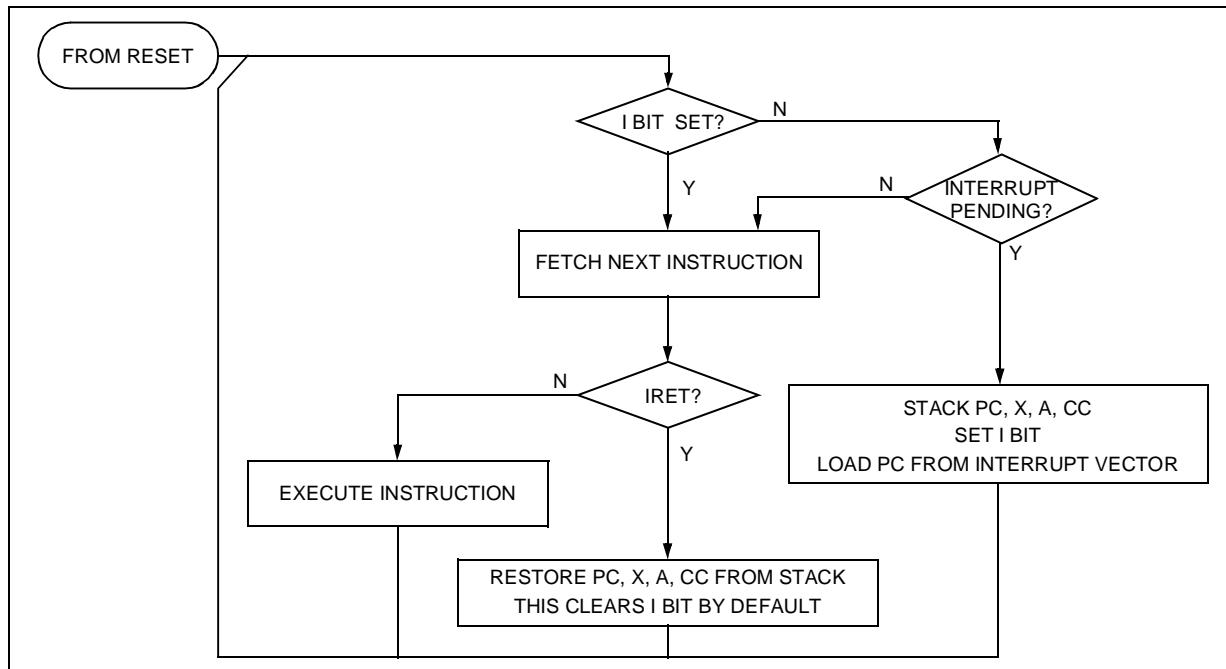 FROM RESET
I BIT SET?
N
Y
N
INTERRUPT
PENDING?
Y
FETCH NEXT INSTRUCTION
N
IRET?
Y
STACK PC, X, A, CC
SET I BIT
LOAD PC FROM INTERRUPT VECTOR
EXECUTE INSTRUCTION
RESTORE PC, X, A, CC FROM STACK
THIS CLEARS I BIT BY DEFAULT